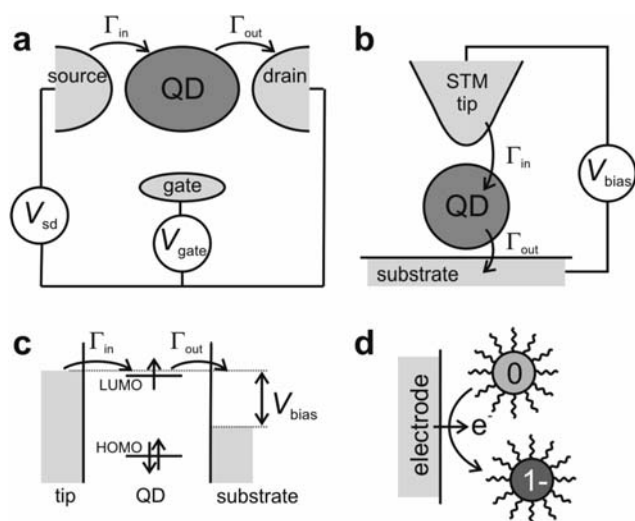 a
Γin
Γout
source
QD
drain
gate
Vsd
Vgate
b
STM
tip
Γin
Vbias
QD
Γout
substrate
c
Γin
Γout
LUMO
Vbias
HOMO
tip
QD
substrate
d
electrode
0
e-
1-